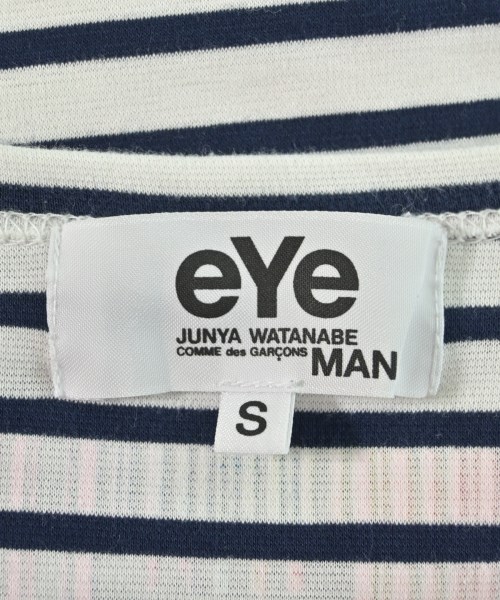 eYe
JUNYA WATANABE
COMME des GARÇONS MAN
S